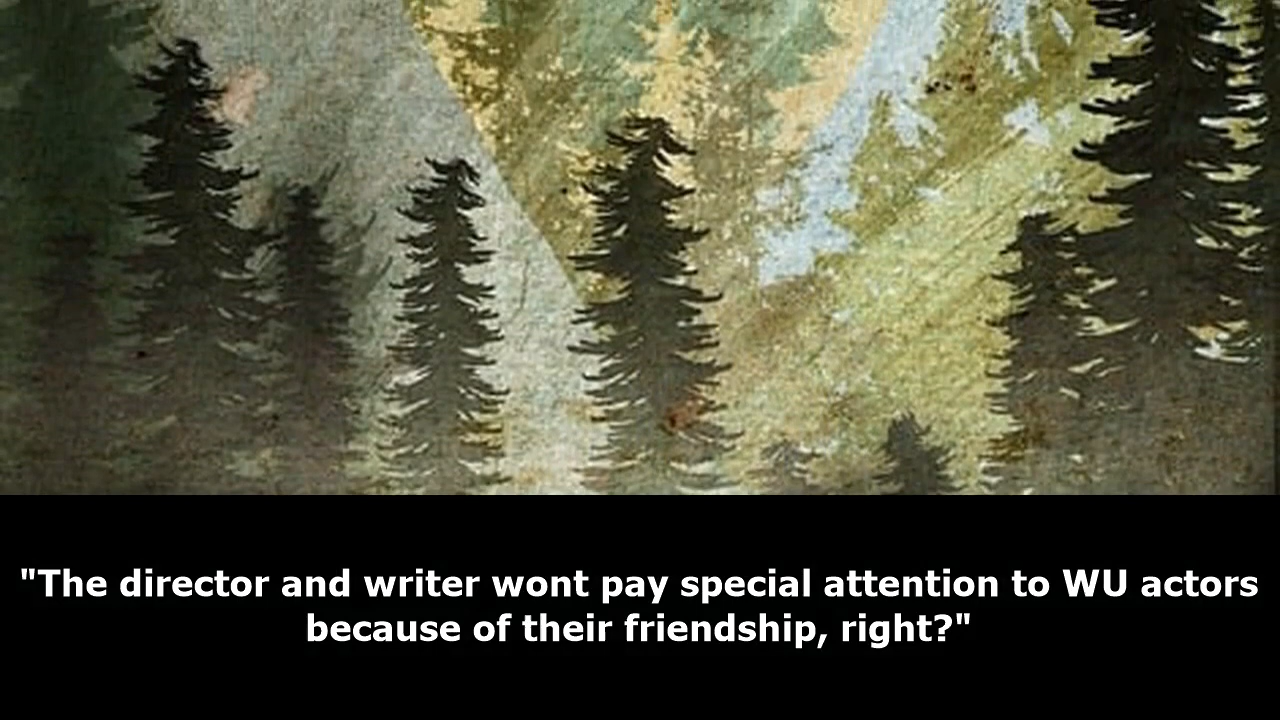 "The director and writer wont pay special attention to WU actors
because of their friendship, right?"